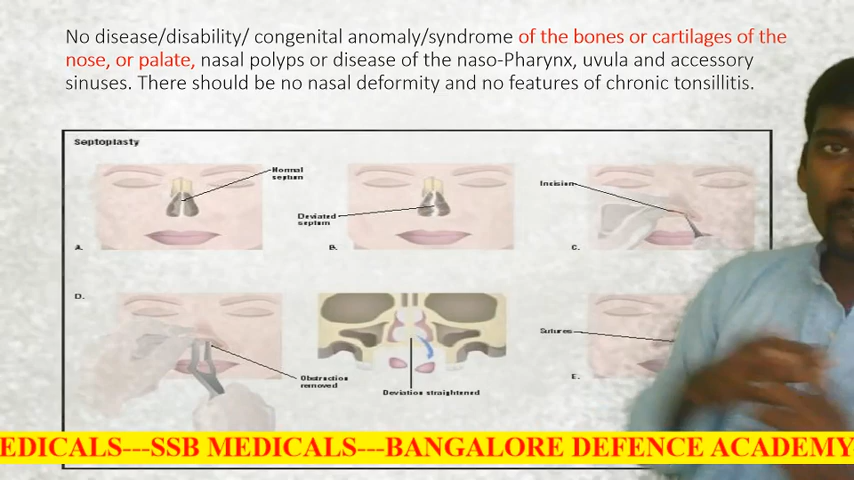 No disease/disability/ congenital anomaly/syndrome of the bones or cartilages of the
nose, or palate, nasal polyps or disease of the naso-Pharynx, uvula and accessory
sinuses. There should be no nasal deformity and no features of chronic tonsillitis.
Septoplasty
Normal
septum
Deviated
septum
Incision
A.
B.
C.
D.
Sutures
Obstruction
removed
Deviation straightened
E.
EDICALS---SSB MEDICALS---BANGALORE DEFENCE ACADEMY